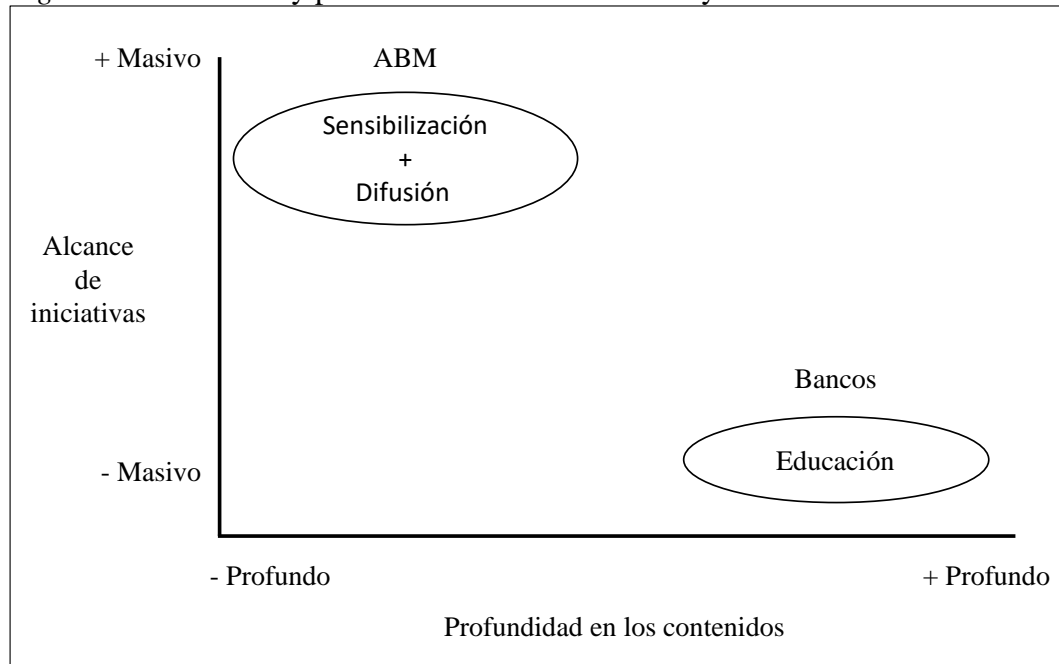 + Masivo
ABM
Sensibilización
+
Difusión
Alcance
de
iniciativas
Bancos
- Masivo
Educación
- Profundo
+ Profundo
Profundidad en los contenidos